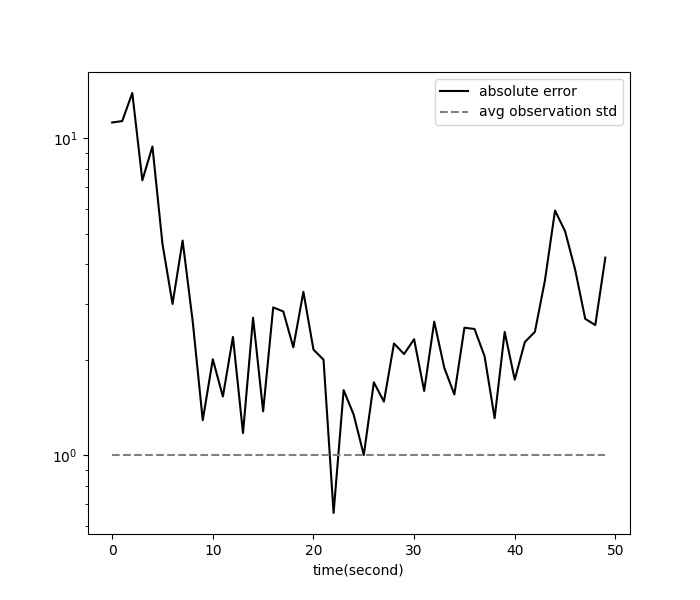 absolute error
avg observation std
10¹
10⁰
0 10 20 30 40 50
time(second)